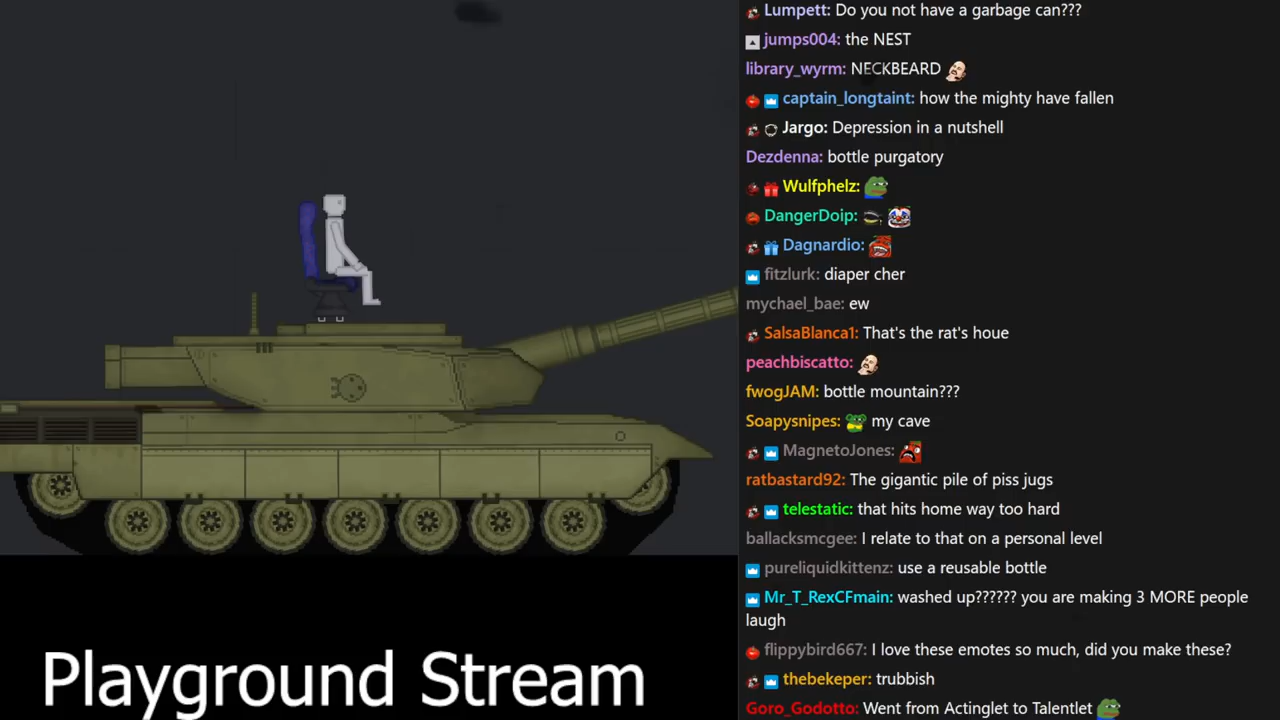 Lumpett: Do you not have a garbage can???
jumps004: the NEST
library_wyrm: NECKBEARD
captain_longtaint: how the mighty have fallen
Jargo: Depression in a nutshell
Dezdenna: bottle purgatory
Wulfphelz:
DangerDoip:
Dagnardio:
fitzlurk: diaper cher
mychael_bae: ew
SalsaBlanca1: That's the rat's houe
peachbiscatto:
fwogJAM: bottle mountain???
Soapysnipes: my cave
MagnetoJones:
ratbastard92: The gigantic pile of piss jugs
telestatic: that hits home way too hard
ballacksmcgee: I relate to that on a personal level
pureliquidkittenz: use a reusable bottle
Mr_T_RexCFmain: washed up?????? you are making 3 MORE people
laugh
flippybird667: I love these emotes so much, did you make these?
thebekeper: trubbish
Goro_Godotto: Went from Actinglet to Talentlet
Playground Stream